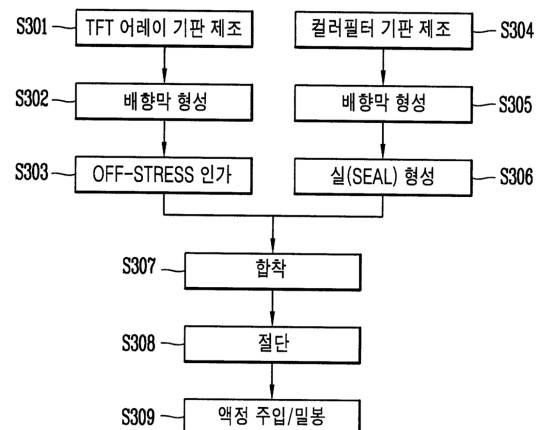 S301 TFT 어레이 기판 제조 컬러필터 기판 제조 S304
S302 배향막 형성 배향막 형성 S305
S303 OFF-STRESS 인가 실(SEAL) 형성 S306
S307 합착
S308 절단
S309 액정 주입/밀봉